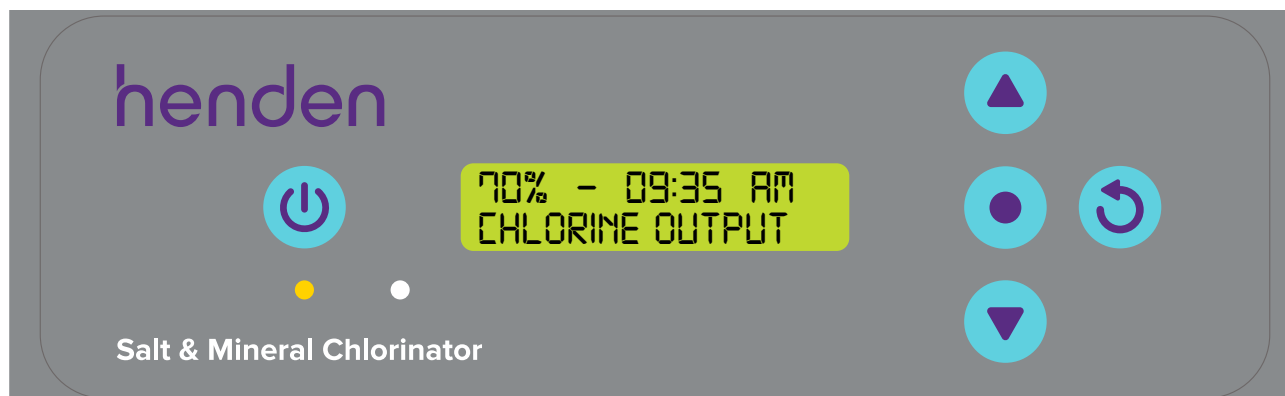 henden
70% - 09:35 AM
CHLORINE OUTPUT
Salt & Mineral Chlorinator